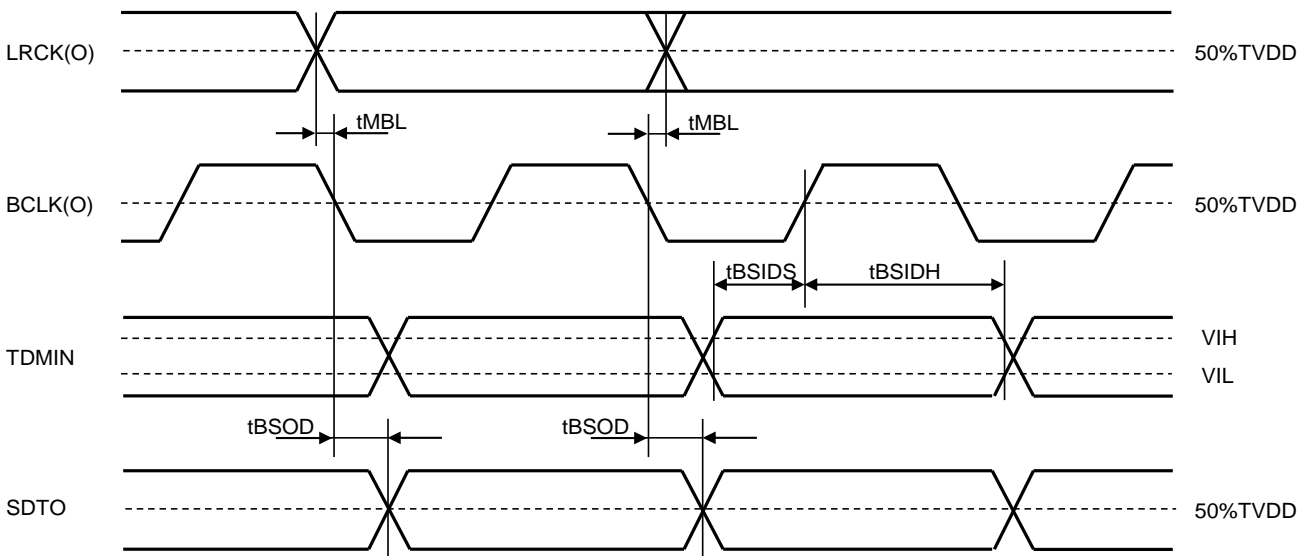 LRCK(O)
50%TVDD
tMBL
tMBL
BCLK(O)
50%TVDD
tBSIDS
tBSIDH
TDMIN
VIH
VIL
tBSOD
tBSOD
SDTO
50%TVDD